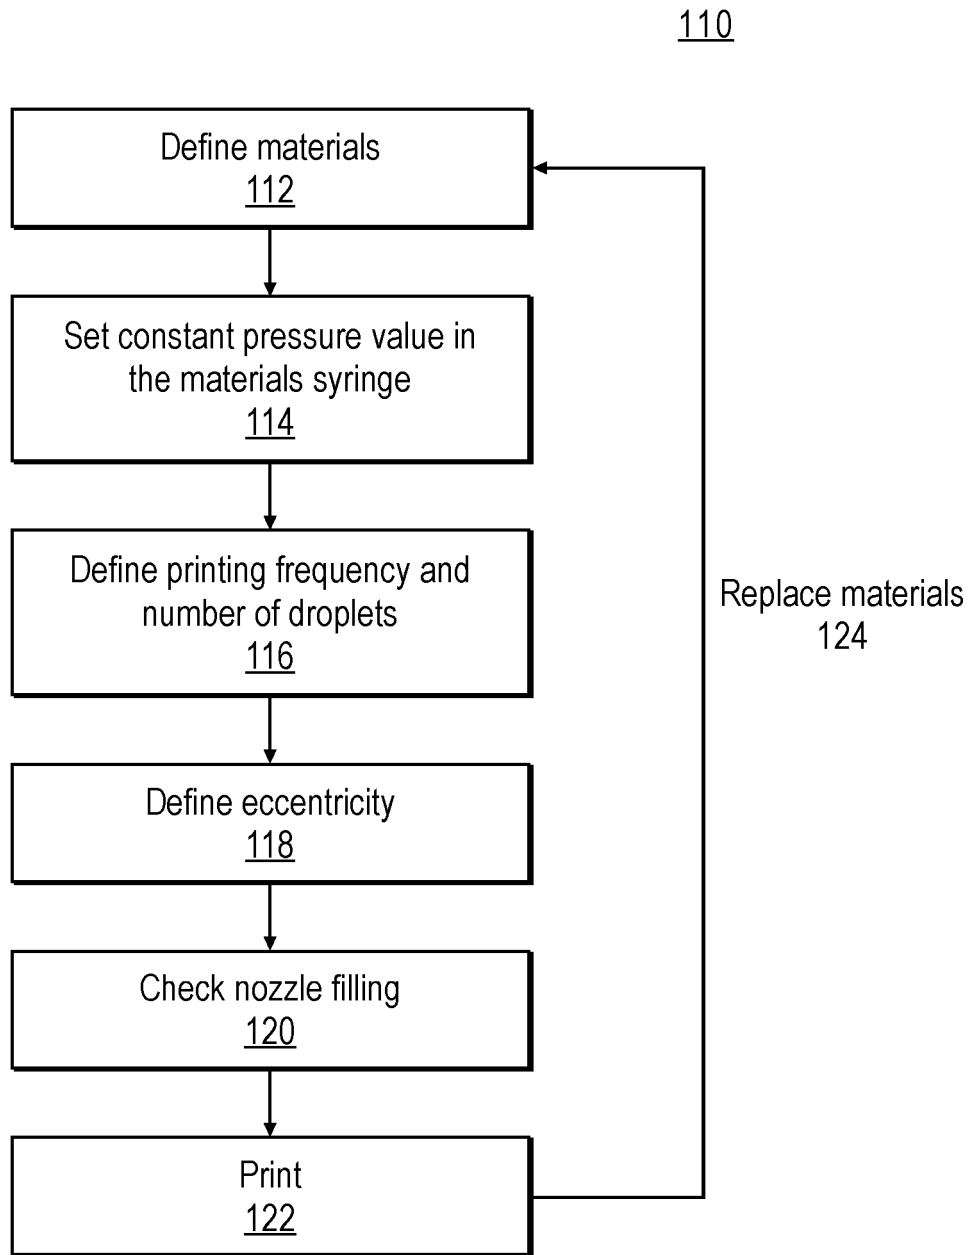 110
Define materials
112
Set constant pressure value in
the materials syringe
114
Define printing frequency and
number of droplets
116
Replace materials
124
Define eccentricity
118
Check nozzle filling
120
Print
122